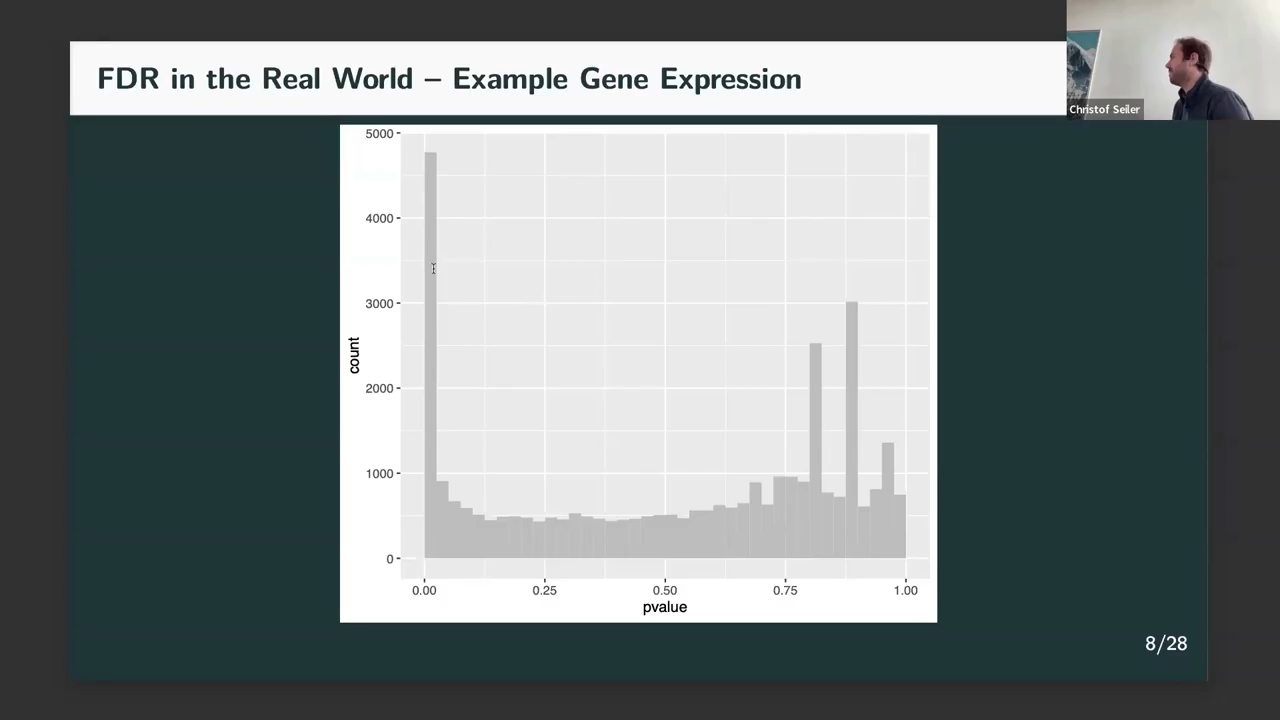 FDR in the Real World – Example Gene Expression
Christof Seiler
5000
4000
3000
2000
1000
0
count
0.00 0.25 0.50 0.75 1.00
pvalue
8/28